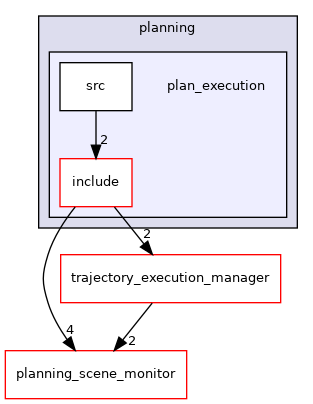 planning
src
plan_execution
2
include
2
trajectory_execution_manager
4
2
planning_scene_monitor